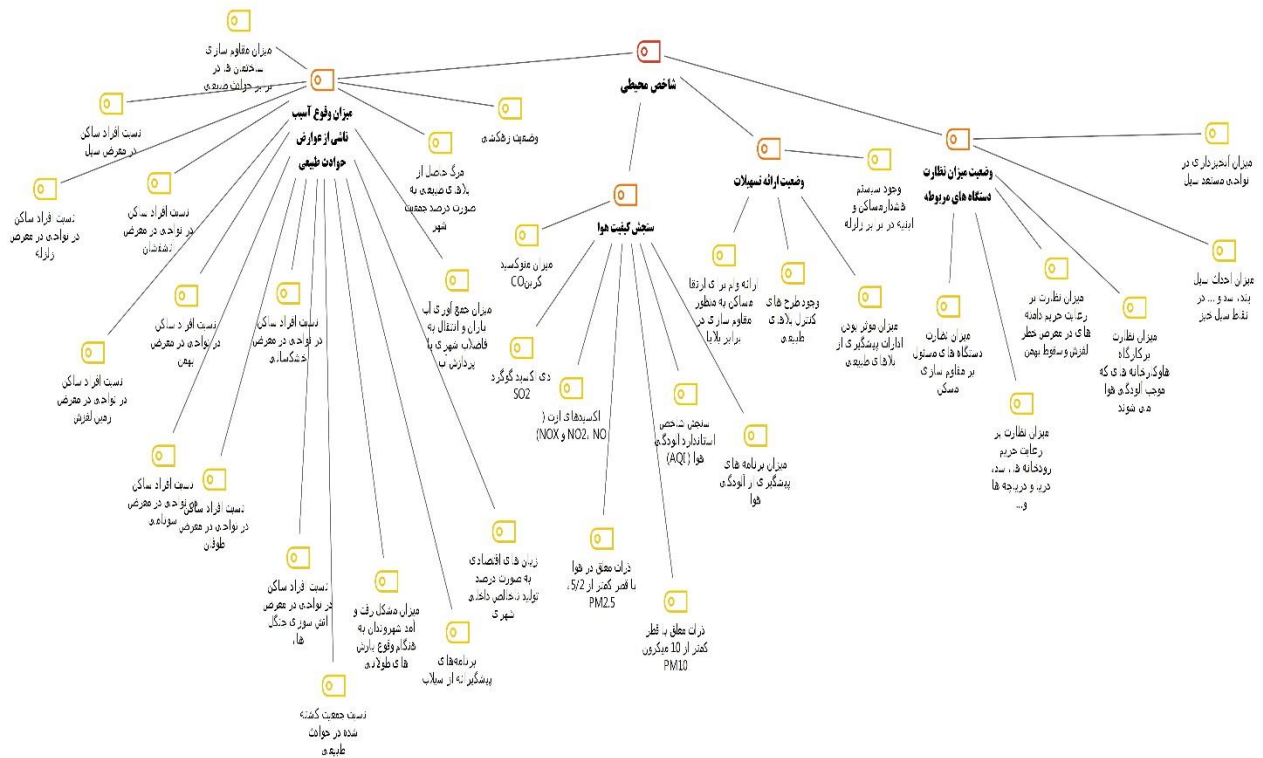 شاخص محیطی
میزان وقوع آسیب
ناشی از عوارض
حوادث طبیعی
میزان مقاوم سازی
ساختمان ها در
برابر حوادث طبیعی
نسبت افراد ساکن
در معرض سیل
نسبت افراد ساکن
در نواحی در معرض
زلزله
نسبت افراد ساکن
در نواحی در معرض
آتشفشان
نسبت افراد ساکن
در نواحی در معرض
زمین لغزش
نسبت افراد ساکن
در نواحی در معرض
بهمن
نسبت افراد ساکن
در نواحی در معرض
خشکسالی
نسبت افراد ساکن
در نواحی در معرض
سونامی
نسبت افراد ساکن
در نواحی در معرض
طوفان
نسبت افراد ساکن
در نواحی در معرض
آتش سوزی جنگل
ها،
نسبت جمعیت کشته
شده در حوادث
طبیعی
میزان مشکل رفت و
آمد شهروندان به
هنگام وقوع بارش
های طولانی
برنامه‌های
پیشگیرانه از سیلاب
زیان های اقتصادی
به صورت درصد
تولید ناخالص داخلی
شهری
میزان جمع آوری آب
باران و انتقال به
فاضلاب شهری یا
مرگ حاصل از
بلاهای طبیعی به
صورت درصد جمعیت
شهر
وضعیت زهکشی
سنجش کیفیت هوا
میزان منوکسید
کربنCO
دی اکسید گوگرد
SO2
اکسیدهای ازت (
NO2، NO و NOX)
ذرات معلق در هوا
با قطر کمتر از 5/2 ،
PM2.5
ذرات معلق با قطر
کمتر از 10 میکرون
PM10
سنجش شاخص
استاندارد آلودگی
هوا (AQI)
میزان برنامه های
پیشگیری از آلودگی
هوا
وضعیت ارائه تسهیلات
وجود سیستم
هشدارمساکن و
ابنیه در برابر زلزله
ارائه وام برای ارتقا
مساکن به منظور
مقاوم سازی در
برابر بلایا
وجود طرح های
کنترل بلاهای
طبیعی
میزان موثر بودن
ادارات پیشگیری از
بلاهای طبیعی
وضعیت میزان نظارت
دستگاه های مربوطه
میزان آبخیزداری در
نواحی مستعد سیل
میزان احداث سیل
بند، سد و ... در
نقاط سیل خیز
میزان نظارت
برکارگاه
هاوکارخانه های که
موجب آلودگی هوا
می شوند
میزان نظارت بر
رعایت حریم دامنه
های در معرض خطر
لغزش و سقوط بهمن
میزان نظارت بر
رعایت حریم
رودخانه ها، سد،
دریا و دریاچه ها
و...
میزان نظارت
دستگاه های مسئول
بر مقاوم سازی
مسکن